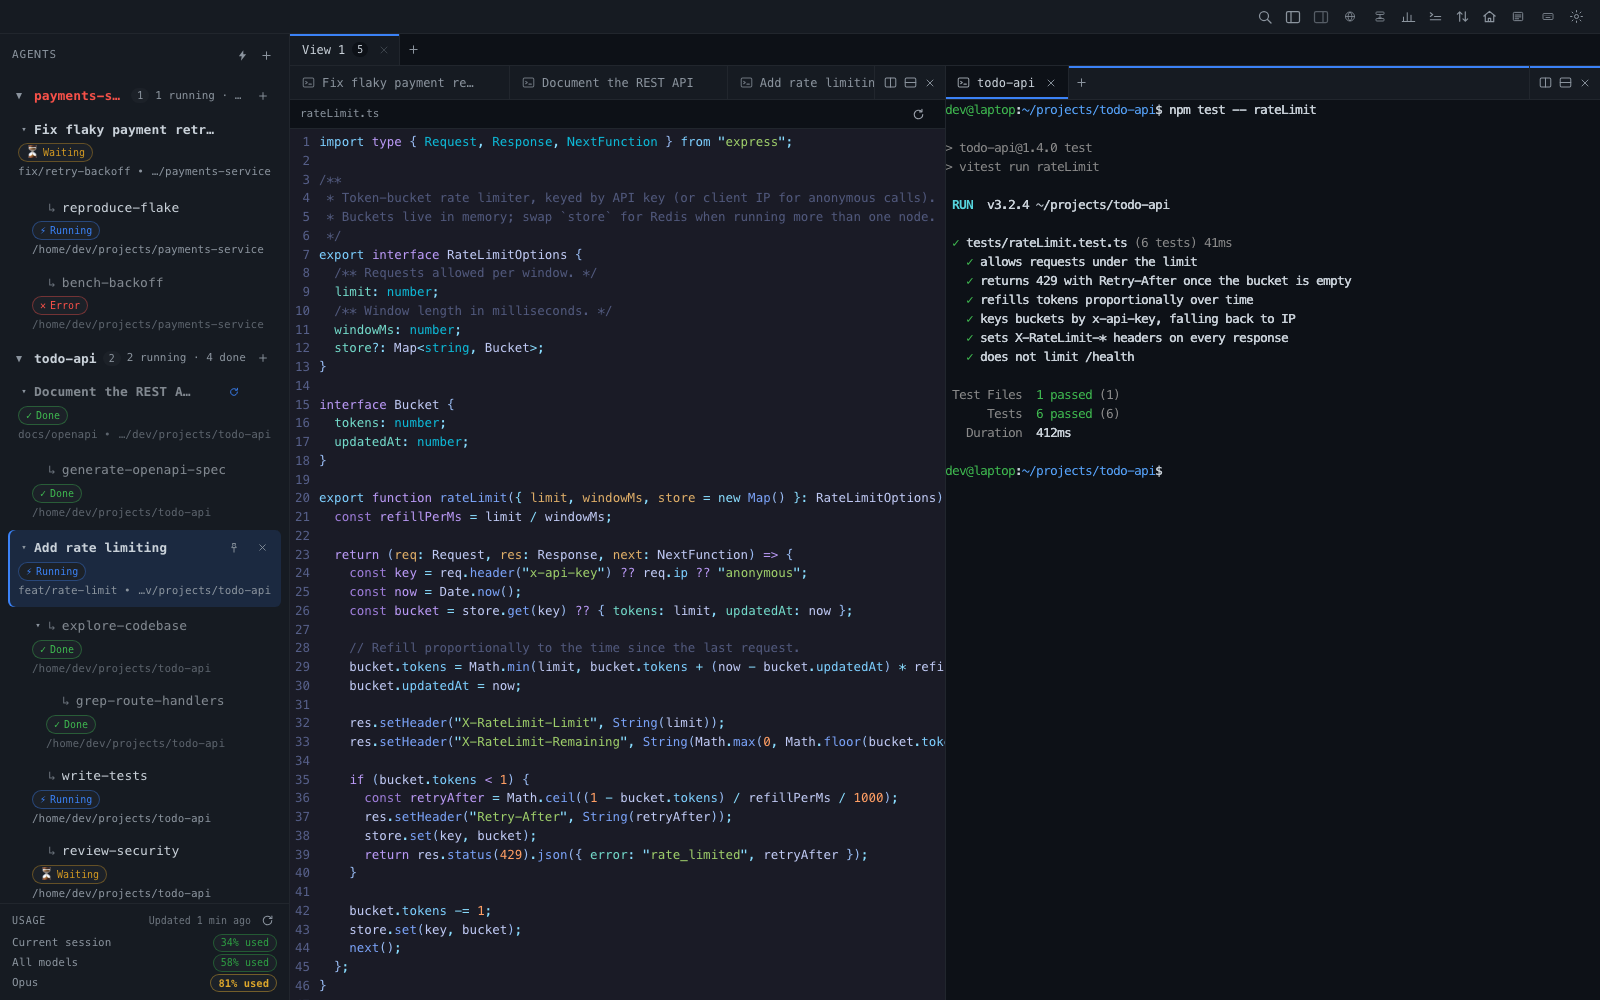 AGENTS
payments-s… 1 1 running · …
Fix flaky payment retr…
Waiting
fix/retry-backoff • …/payments-service
reproduce-flake
Running
/home/dev/projects/payments-service
bench-backoff
Error
/home/dev/projects/payments-service
todo-api 2 2 running · 4 done
Document the REST A…
Done
docs/openapi • …/dev/projects/todo-api
generate-openapi-spec
Done
/home/dev/projects/todo-api
Add rate limiting
Running
feat/rate-limit • …v/projects/todo-api
explore-codebase
Done
/home/dev/projects/todo-api
grep-route-handlers
Done
/home/dev/projects/todo-api
write-tests
Running
/home/dev/projects/todo-api
review-security
Waiting
/home/dev/projects/todo-api
USAGE Updated 1 min ago
Current session 34% used
All models 58% used
Opus 81% used
View 1 5
Fix flaky payment re… Document the REST API Add rate limitin
rateLimit.ts
1 import type { Request, Response, NextFunction } from "express";
2
3 /**
4  * Token-bucket rate limiter, keyed by API key (or client IP for anonymous calls).
5  * Buckets live in memory; swap `store` for Redis when running more than one node.
6  */
7 export interface RateLimitOptions {
8   /** Requests allowed per window. */
9   limit: number;
10   /** Window length in milliseconds. */
11   windowMs: number;
12   store?: Map<string, Bucket>;
13 }
14
15 interface Bucket {
16   tokens: number;
17   updatedAt: number;
18 }
19
20 export function rateLimit({ limit, windowMs, store = new Map() }: RateLimitOptions)
21   const refillPerMs = limit / windowMs;
22
23   return (req: Request, res: Response, next: NextFunction) => {
24     const key = req.header("x-api-key") ?? req.ip ?? "anonymous";
25     const now = Date.now();
26     const bucket = store.get(key) ?? { tokens: limit, updatedAt: now };
27
28     // Refill proportionally to the time since the last request.
29     bucket.tokens = Math.min(limit, bucket.tokens + (now - bucket.updatedAt) * refi
30     bucket.updatedAt = now;
31
32     res.setHeader("X-RateLimit-Limit", String(limit));
33     res.setHeader("X-RateLimit-Remaining", String(Math.max(0, Math.floor(bucket.tok
34
35     if (bucket.tokens < 1) {
36       const retryAfter = Math.ceil((1 - bucket.tokens) / refillPerMs / 1000);
37       res.setHeader("Retry-After", String(retryAfter));
38       store.set(key, bucket);
39       return res.status(429).json({ error: "rate_limited", retryAfter });
40     }
41
42     bucket.tokens -= 1;
43     store.set(key, bucket);
44     next();
45   };
46 }
todo-api
dev@laptop:~/projects/todo-api$ npm test -- rateLimit
> todo-api@1.4.0 test
> vitest run rateLimit
RUN v3.2.4 ~/projects/todo-api
✓ tests/rateLimit.test.ts (6 tests) 41ms
✓ allows requests under the limit
✓ returns 429 with Retry-After once the bucket is empty
✓ refills tokens proportionally over time
✓ keys buckets by x-api-key, falling back to IP
✓ sets X-RateLimit-* headers on every response
✓ does not limit /health
Test Files 1 passed (1)
Tests 6 passed (6)
Duration 412ms
dev@laptop:~/projects/todo-api$